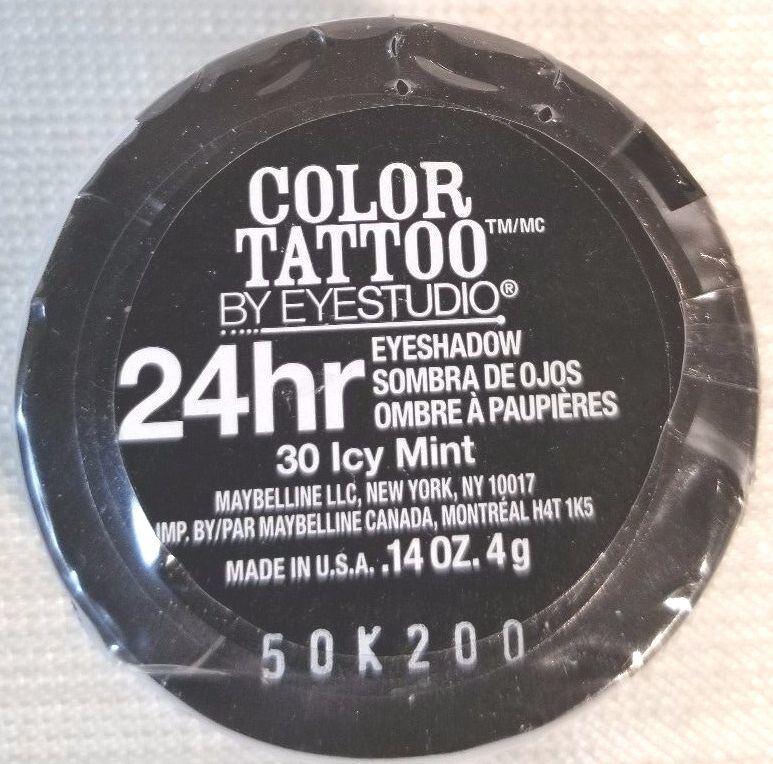 COLOR
TATTOO™/MC
BY EYESTUDIO®
24hr
EYESHADOW
SOMBRA DE OJOS
OMBRE À PAUPIÈRES
30 Icy Mint
MAYBELLINE LLC, NEW YORK, NY 10017
IMP. BY/PAR MAYBELLINE CANADA, MONTRÉAL H4T 1K5
MADE IN U.S.A. .14 OZ. 4 g
50K200